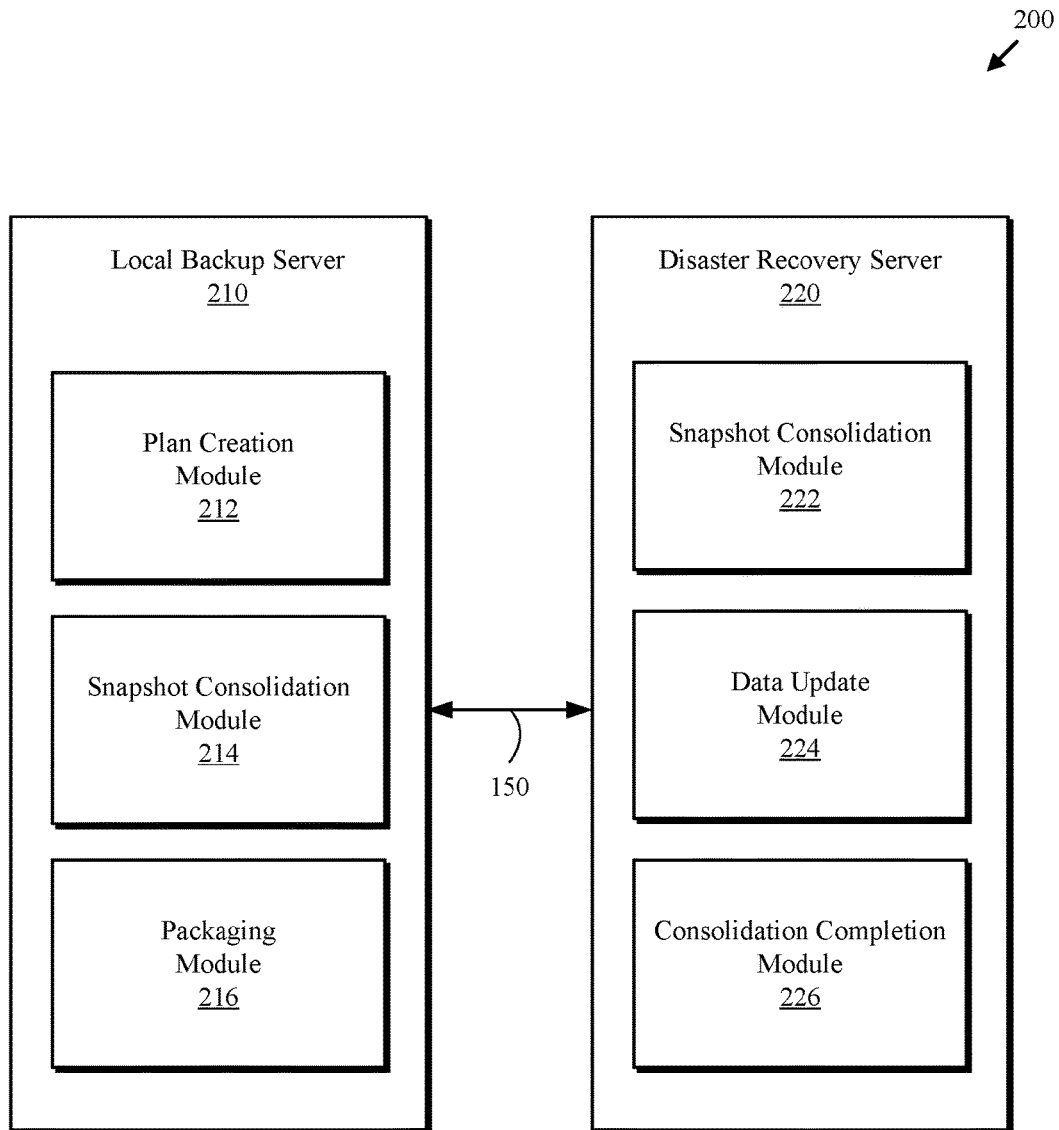 200
Local Backup Server
210
Plan Creation
Module
212
Snapshot Consolidation
Module
214
Packaging
Module
216
150
Disaster Recovery Server
220
Snapshot Consolidation
Module
222
Data Update
Module
224
Consolidation Completion
Module
226